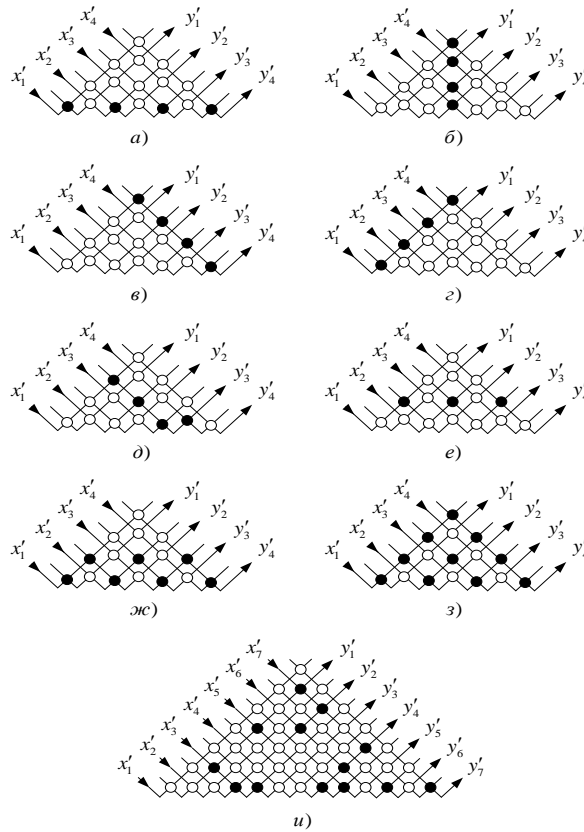 x′₄ y′₁
x′₃ y′₂
x′₂ y′₃
x′₁ y′₄
а)
x′₄ y′₁
x′₃ y′₂
x′₂ y′₃
x′₁ y′
б)
x′₄ y′₁
x′₃ y′₂
x′₂ y′₃
x′₁ y′₄
в)
x′₄ y′₁
x′₃ y′₂
x′₂ y′₃
x′₁ y′
г)
x′₄ y′₁
x′₃ y′₂
x′₂ y′₃
x′₁ y′₄
д)
x′₄ y′₁
x′₃ y′₂
x′₂ y′₃
x′₁ y′
е)
x′₄ y′₁
x′₃ y′₂
x′₂ y′₃
x′₁ y′₄
ж)
x′₄ y′₁
x′₃ y′₂
x′₂ y′₃
x′₁ y′
з)
x′₇ y′₁
x′₆ y′₂
x′₅ y′₃
x′₄ y′₄
x′₃ y′₅
x′₂ y′₆
x′₁ y′₇
и)